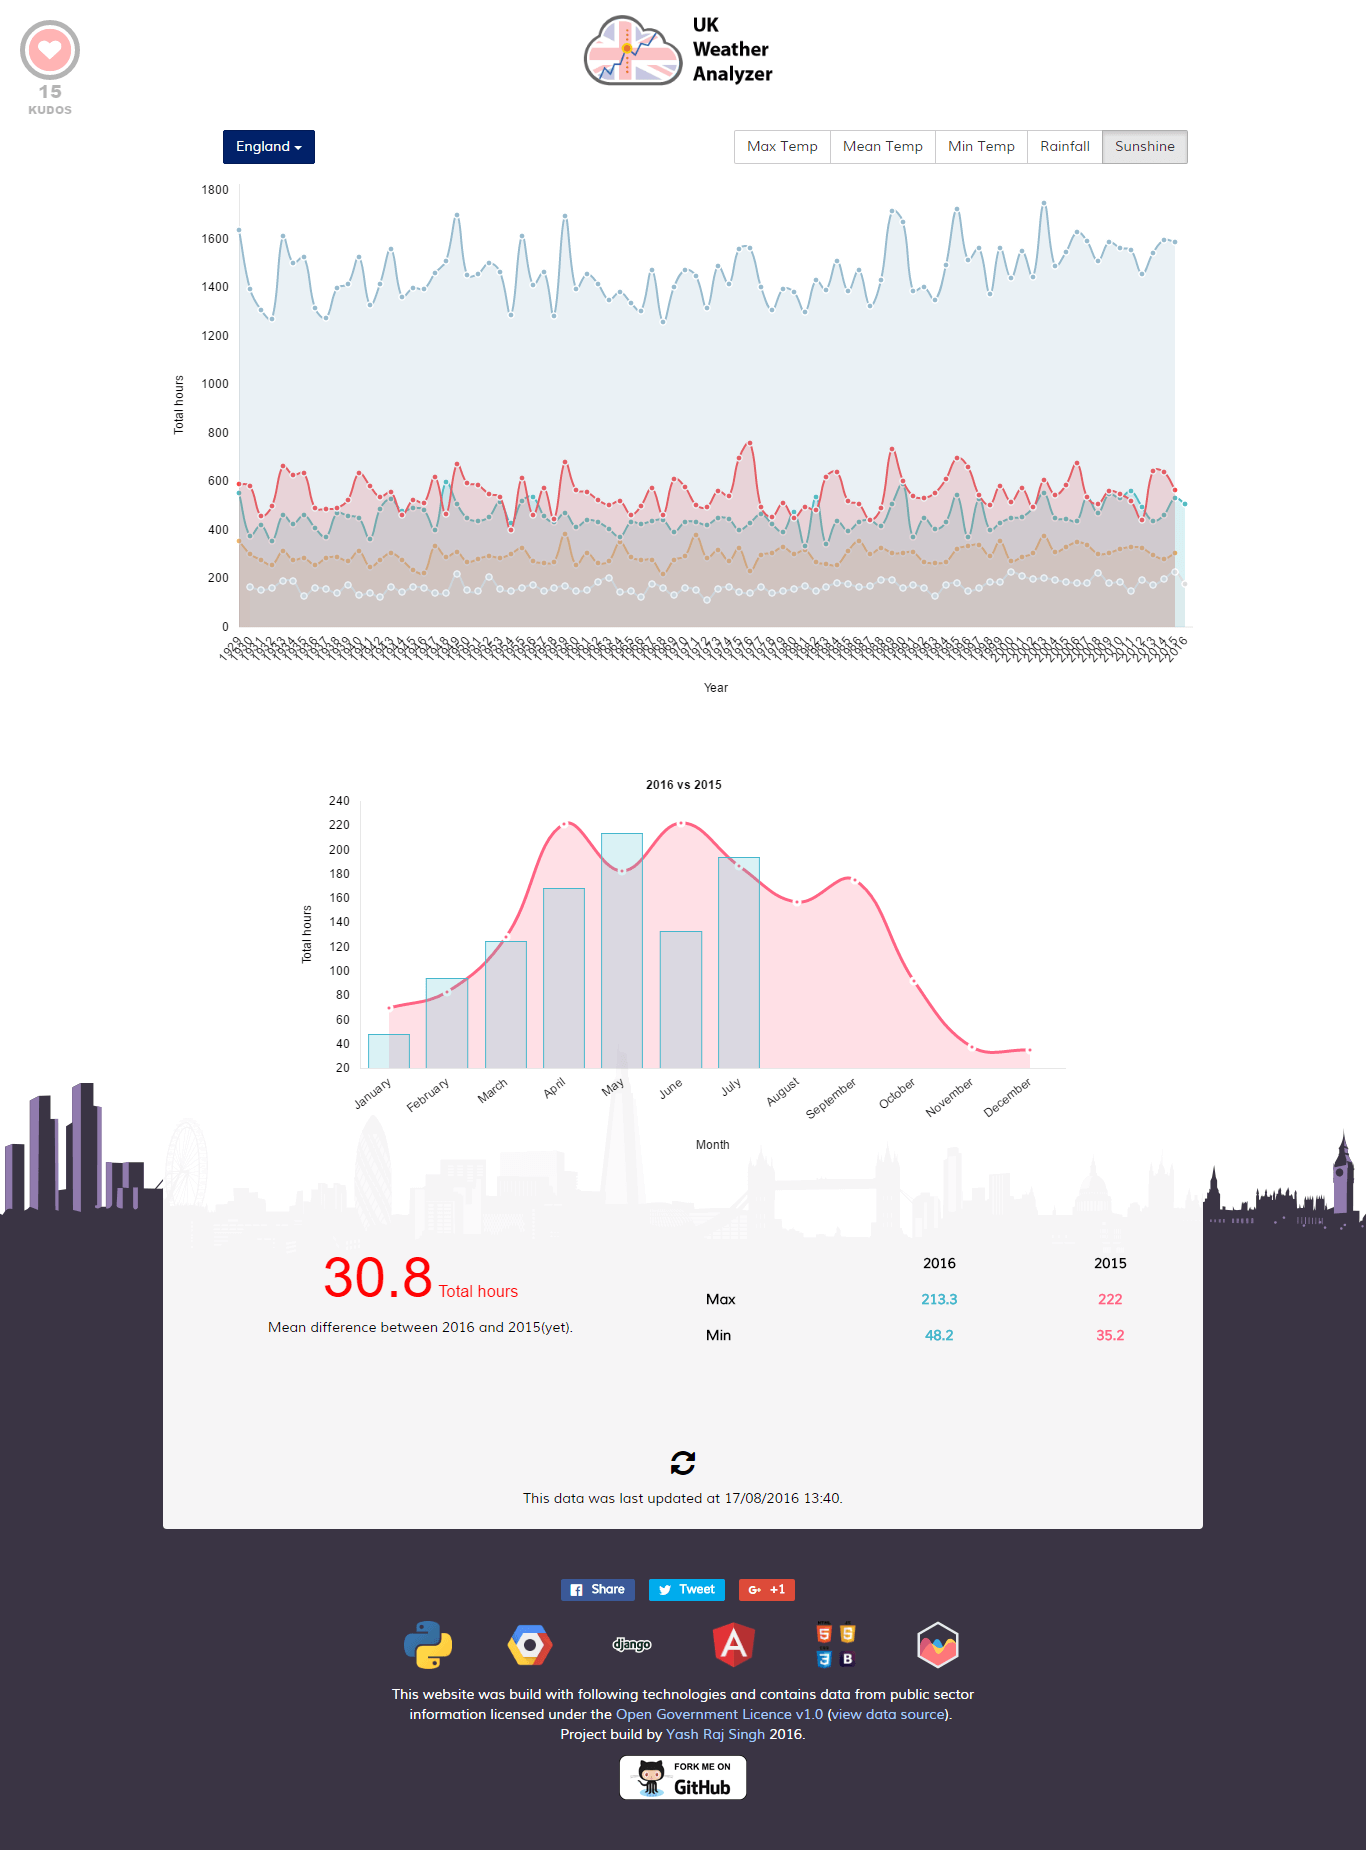 UK
Weather
Analyzer
15
KUDOS
England
Max Temp Mean Temp Min Temp Rainfall Sunshine
1800
1600
1400
1200
1000
800
600
400
200
0
Total hours
1929 1930 1931 1932 1933 1934 1935 1936 1937 1938 1939 1940 1941 1942 1943 1944 1945 1946 1947 1948 1949 1950 1951 1952 1953 1954 1955 1956 1957 1958 1959 1960 1961 1962 1963 1964 1965 1966 1967 1968 1969 1970 1971 1972 1973 1974 1975 1976 1977 1978 1979 1980 1981 1982 1983 1984 1985 1986 1987 1988 1989 1990 1991 1992 1993 1994 1995 1996 1997 1998 1999 2000 2001 2002 2003 2004 2005 2006 2007 2008 2009 2010 2011 2012 2013 2014 2015 2016
Year
2016 vs 2015
240
220
200
180
160
140
120
100
80
60
40
20
Total hours
January February March April May June July August September October November December
Month
30.8 Total hours
Mean difference between 2016 and 2015(yet).
2016 2015
Max 213.3 222
Min 48.2 35.2
This data was last updated at 17/08/2016 13:40.
Share Tweet +1
django
This website was build with following technologies and contains data from public sector
information licensed under the Open Government Licence v1.0 (view data source).
Project build by Yash Raj Singh 2016.
FORK ME ON
GitHub